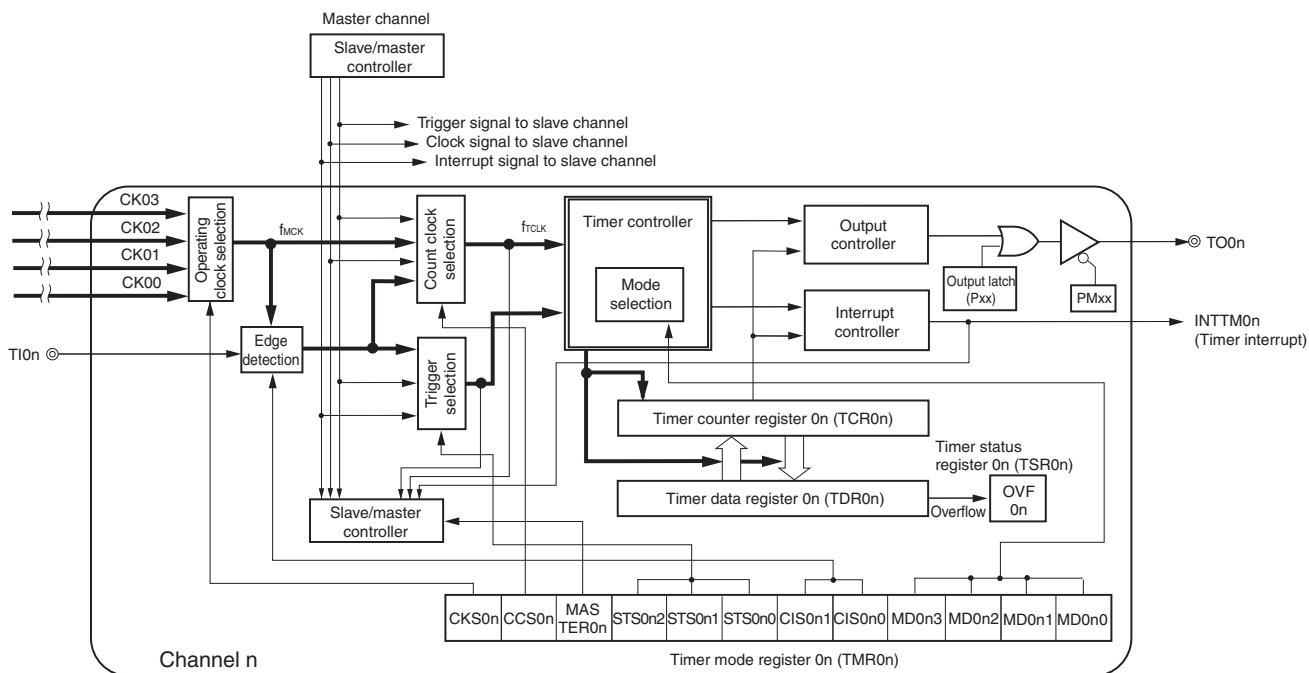 Master channel
Slave/master
controller
Trigger signal to slave channel
Clock signal to slave channel
Interrupt signal to slave channel
CK03
CK02
CK01
CK00
Operating
clock selection
fMCK
Count clock
selection
fTCLK
Timer controller
Mode
selection
Output
controller
Output latch
(Pxx)
PMxx
TO0n
Interrupt
controller
INTTM0n
(Timer interrupt)
TI0n
Edge
detection
Trigger
selection
Timer counter register 0n (TCR0n)
Timer status
register 0n (TSR0n)
Timer data register 0n (TDR0n)
Overflow
OVF
0n
Slave/master
controller
CKS0n CCS0n MAS
TER0n STS0n2 STS0n1 STS0n0 CIS0n1 CIS0n0 MD0n3 MD0n2 MD0n1 MD0n0
Channel n
Timer mode register 0n (TMR0n)